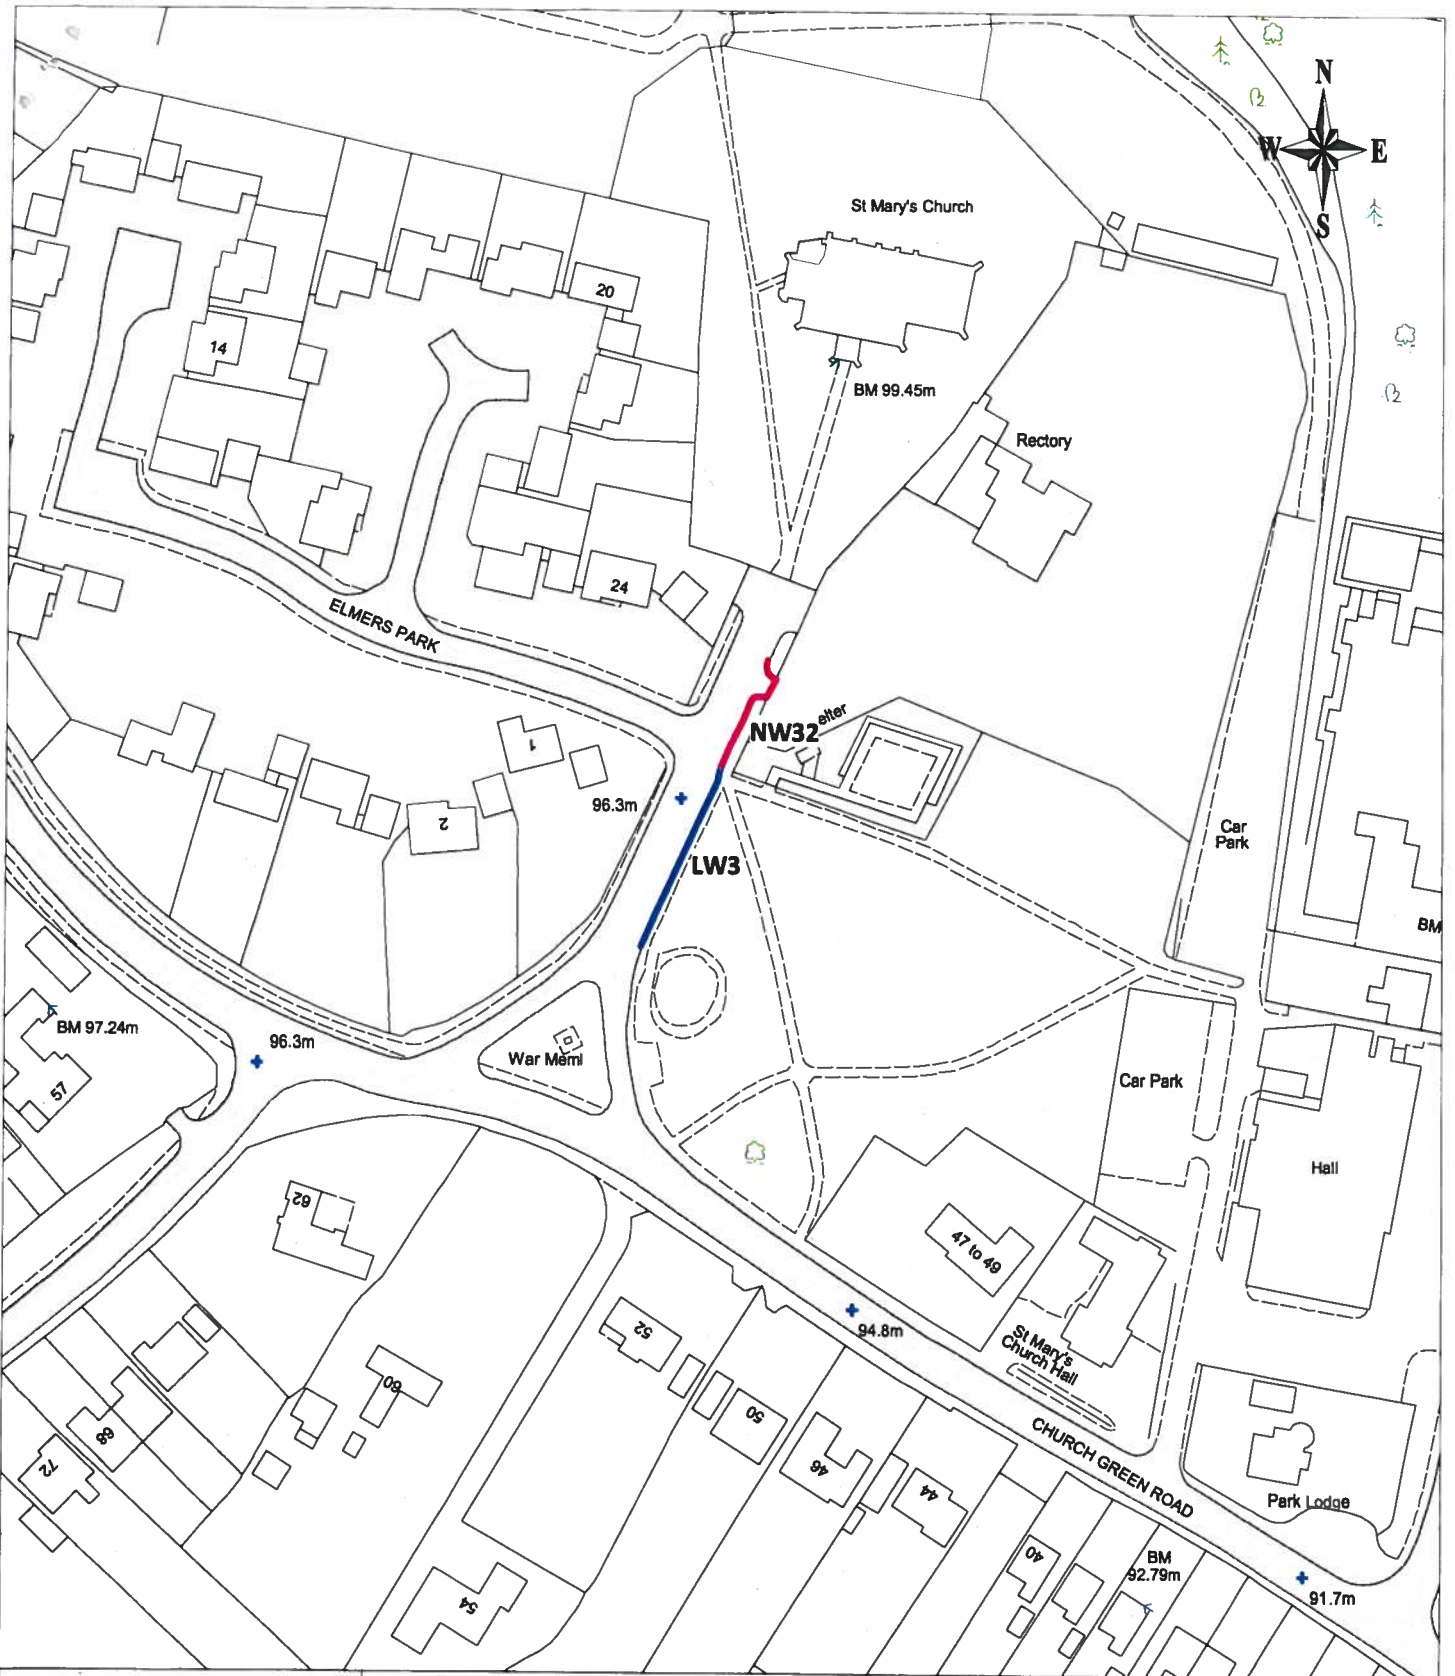 N
W E
S
St Mary's Church
20
14
BM 99.45m
Rectory
24
ELMERS PARK
NW32
elter
1
96.3m
2
Car
Park
LW3
BM
BM 97.24m
96.3m
War Meml
57
Car Park
Hall
62
47 to 49
94.8m
52
St Mary's
Church Hall
60
50
68
46
72
44
CHURCH GREEN ROAD
Park Lodge
40
BM
92.79m
54
91.7m